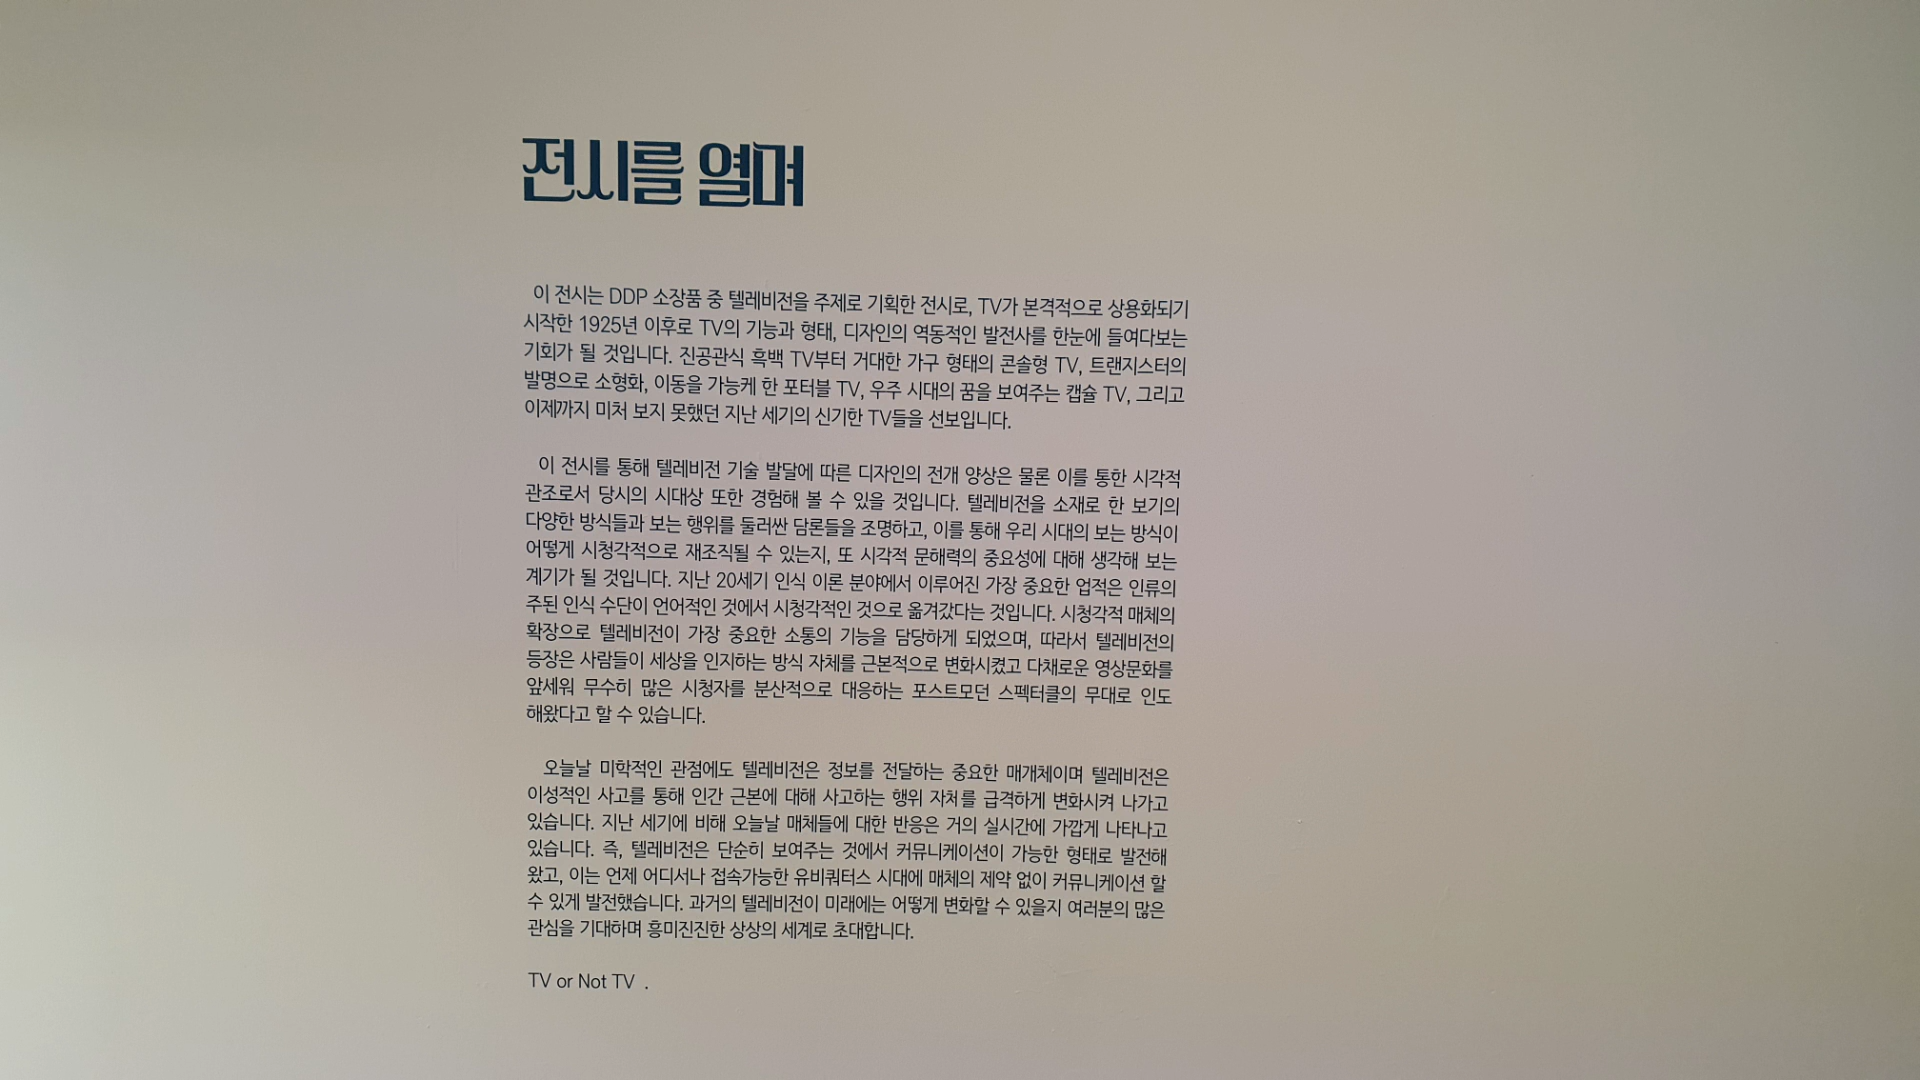 전시를 열며
이 전시는 DDP 소장품 중 텔레비전을 주제로 기획한 전시로, TV가 본격적으로 상용화되기
시작한 1925년 이후로 TV의 기능과 형태, 디자인의 역동적인 발전사를 한눈에 들여다보는
기회가 될 것입니다. 진공관식 흑백 TV부터 거대한 가구 형태의 콘솔형 TV, 트랜지스터의
발명으로 소형화, 이동을 가능케 한 포터블 TV, 우주 시대의 꿈을 보여주는 캡슐 TV, 그리고
이제까지 미처 보지 못했던 지난 세기의 신기한 TV들을 선보입니다.
이 전시를 통해 텔레비전 기술 발달에 따른 디자인의 전개 양상은 물론 이를 통한 시각적
관조로서 당시의 시대상 또한 경험해 볼 수 있을 것입니다. 텔레비전을 소재로 한 보기의
다양한 방식들과 보는 행위를 둘러싼 담론들을 조명하고, 이를 통해 우리 시대의 보는 방식이
어떻게 시청각적으로 재조직될 수 있는지, 또 시각적 문해력의 중요성에 대해 생각해 보는
계기가 될 것입니다. 지난 20세기 인식 이론 분야에서 이루어진 가장 중요한 업적은 인류의
주된 인식 수단이 언어적인 것에서 시청각적인 것으로 옮겨갔다는 것입니다. 시청각적 매체의
확장으로 텔레비전이 가장 중요한 소통의 기능을 담당하게 되었으며, 따라서 텔레비전의
등장은 사람들이 세상을 인지하는 방식 자체를 근본적으로 변화시켰고 다채로운 영상문화를
앞세워 무수히 많은 시청자를 분산적으로 대응하는 포스트모던 스펙터클의 무대로 인도
해왔다고 할 수 있습니다.
오늘날 미학적인 관점에도 텔레비전은 정보를 전달하는 중요한 매개체이며 텔레비전은
이성적인 사고를 통해 인간 근본에 대해 사고하는 행위 자처를 급격하게 변화시켜 나가고
있습니다. 지난 세기에 비해 오늘날 매체들에 대한 반응은 거의 실시간에 가깝게 나타나고
있습니다. 즉, 텔레비전은 단순히 보여주는 것에서 커뮤니케이션이 가능한 형태로 발전해
왔고, 이는 언제 어디서나 접속가능한 유비쿼터스 시대에 매체의 제약 없이 커뮤니케이션 할
수 있게 발전했습니다. 과거의 텔레비전이 미래에는 어떻게 변화할 수 있을지 여러분의 많은
관심을 기대하며 흥미진진한 상상의 세계로 초대합니다.
TV or Not TV .